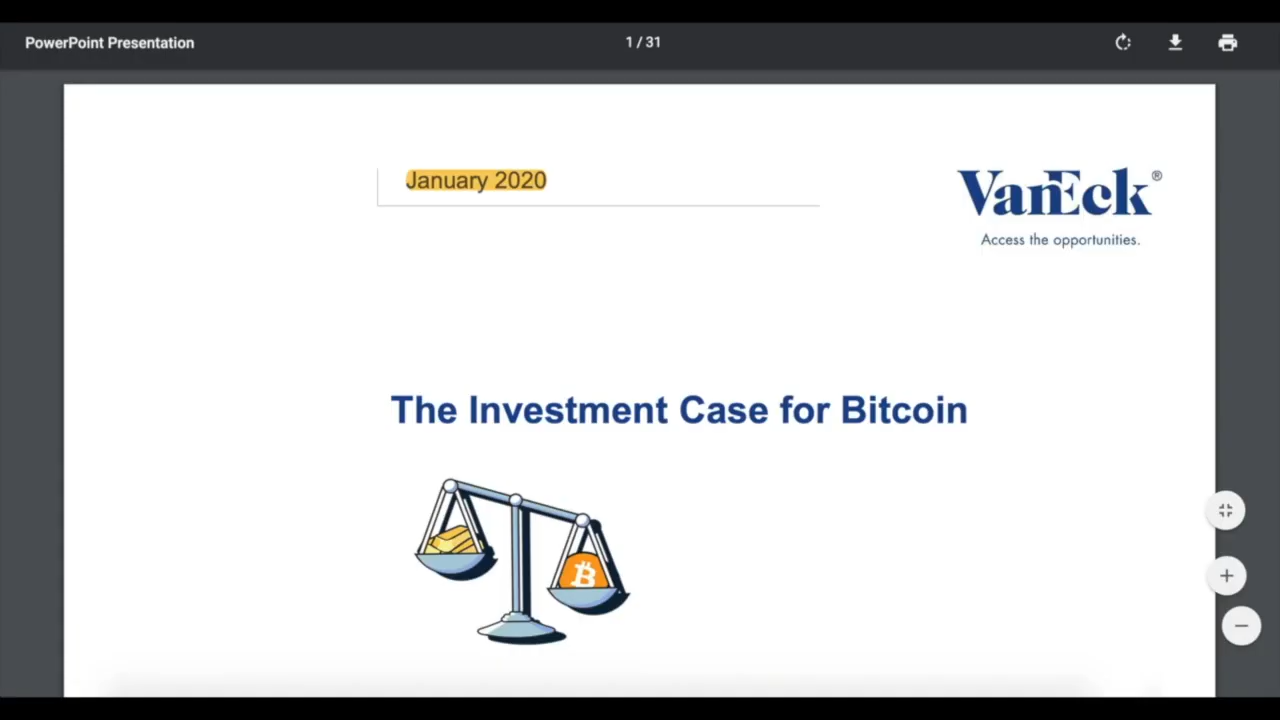 PowerPoint Presentation
1 / 31
January 2020
VanEck®
Access the opportunities.
The Investment Case for Bitcoin